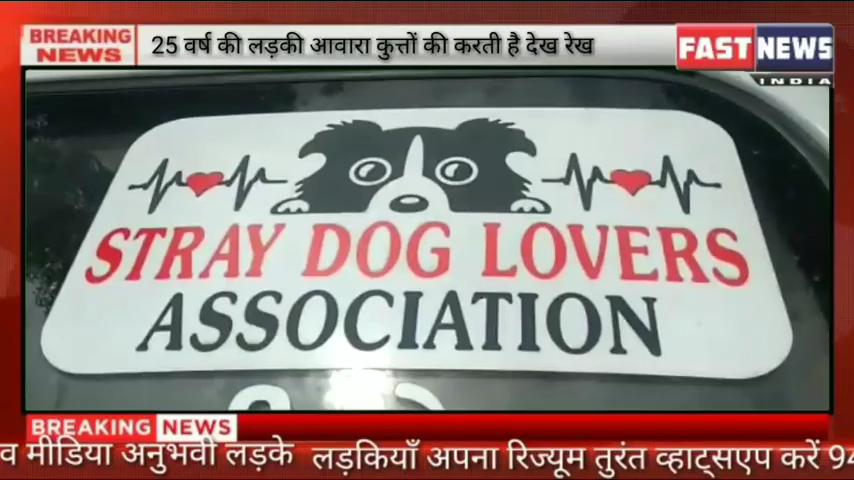 BREAKING NEWS
25 वर्ष की लड़की आवारा कुत्तों की करती है देख रेख
FAST NEWS
INDIA
STRAY DOG LOVERS
ASSOCIATION
BREAKING NEWS
व मीडिया अनुभवी लड़के लड़कियाँ अपना रिज्यूम तुरंत व्हाट्सएप करें 94